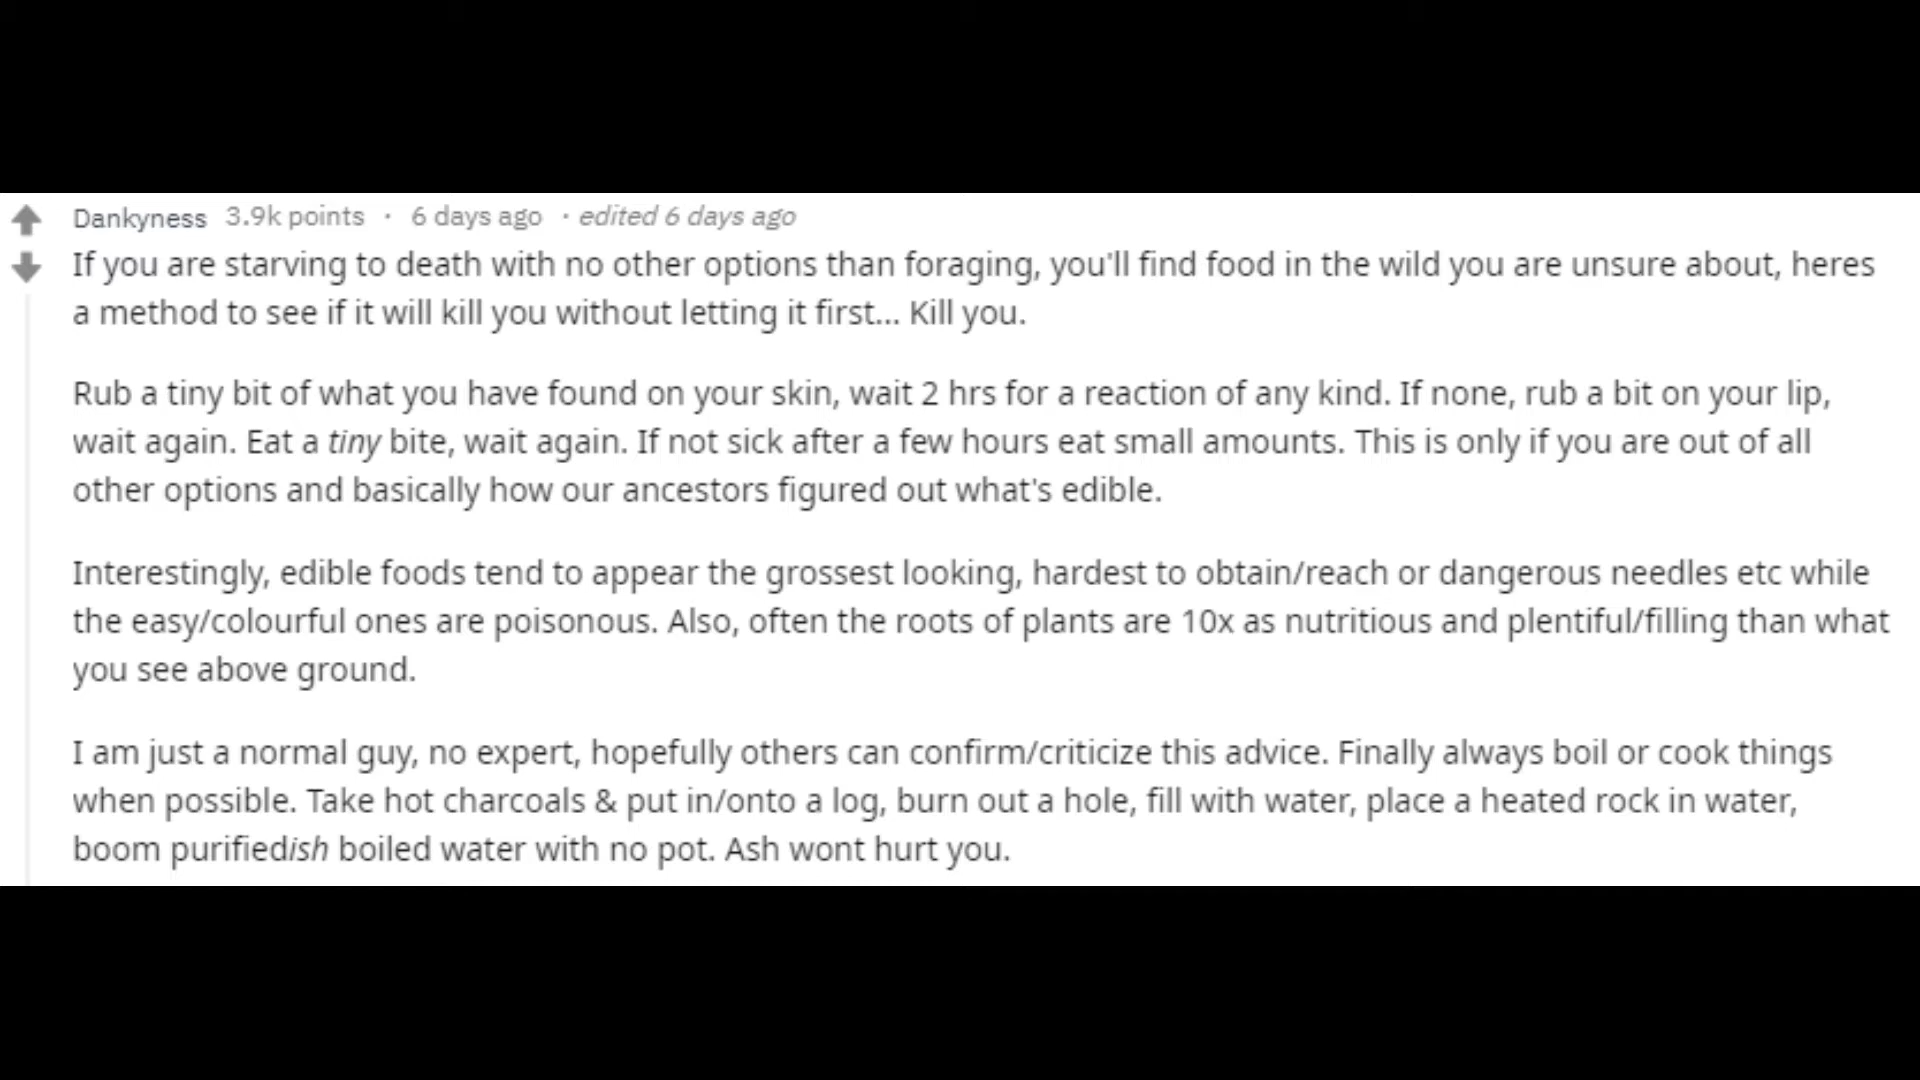 Dankyness 3.9k points · 6 days ago · edited 6 days ago
If you are starving to death with no other options than foraging, you'll find food in the wild you are unsure about, heres
a method to see if it will kill you without letting it first... Kill you.
Rub a tiny bit of what you have found on your skin, wait 2 hrs for a reaction of any kind. If none, rub a bit on your lip,
wait again. Eat a tiny bite, wait again. If not sick after a few hours eat small amounts. This is only if you are out of all
other options and basically how our ancestors figured out what's edible.
Interestingly, edible foods tend to appear the grossest looking, hardest to obtain/reach or dangerous needles etc while
the easy/colourful ones are poisonous. Also, often the roots of plants are 10x as nutritious and plentiful/filling than what
you see above ground.
I am just a normal guy, no expert, hopefully others can confirm/criticize this advice. Finally always boil or cook things
when possible. Take hot charcoals & put in/onto a log, burn out a hole, fill with water, place a heated rock in water,
boom purifiedish boiled water with no pot. Ash wont hurt you.